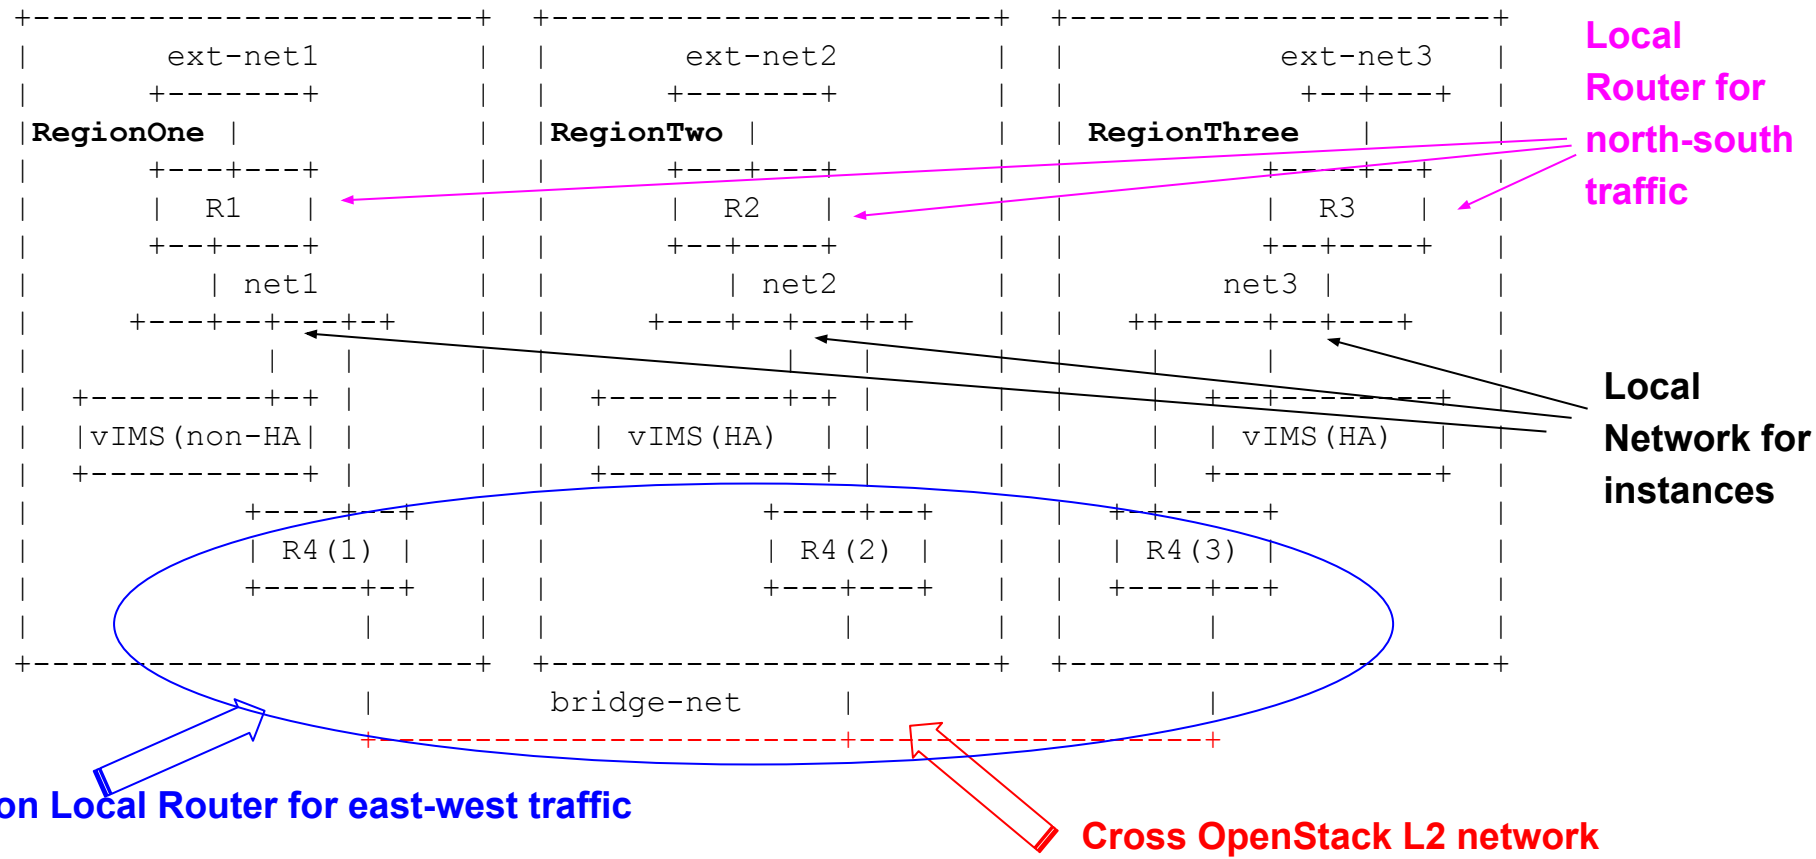 ext-net1 ext-net2 ext-net3
RegionOne RegionTwo RegionThree
R1 R2 R3
net1 net2 net3
vIMS(non-HA vIMS(HA) vIMS(HA)
R4(1) R4(2) R4(3)
bridge-net
Local
Router for
north-south
traffic
Local
Network for
instances
on Local Router for east-west traffic
Cross OpenStack L2 network